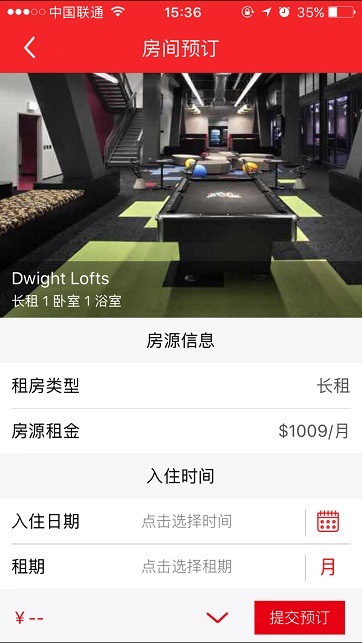 中国联通 15:36 35%
房间预订
Dwight Lofts
长租 1 卧室 1 浴室
房源信息
租房类型 长租
房源租金 $1009/月
入住时间
入住日期 点击选择时间
租期 点击选择租期 月
¥ -- 提交预订